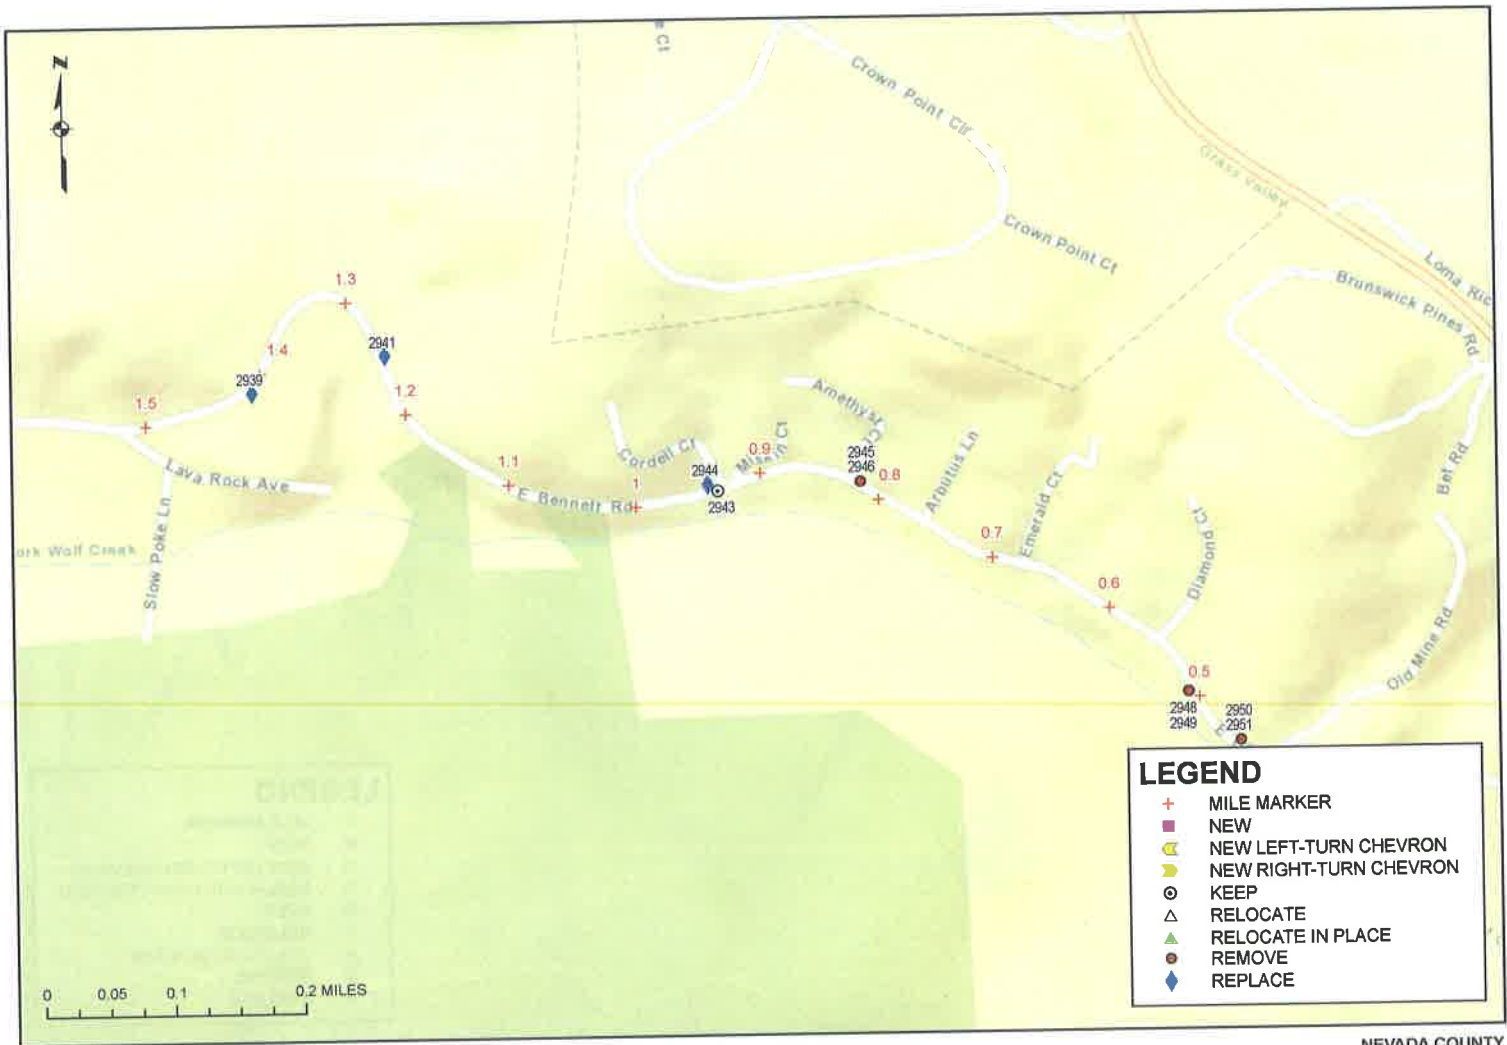 N
e Ct
Crown Point Cir
Grass Valley
Crown Point Ct
Loma Ric
Brunswick Pines Rd
1.3
1.4
2941
2939
1.2
1.5
Amethyst Ct
Cordell Ct
0.9
2945
2946
2944
0.8
Arbutus Ln
Bet Rd
1.1
Lava Rock Ave
E Bennett Rd
1
2943
Emerald Ct
0.7
Diamond Ct
ork Wolf Creek
Slow Poke Ln
0.6
Old Mine Rd
0.5
2948
2949
2950
2951
E
LEGEND
MILE MARKER
NEW
NEW LEFT-TURN CHEVRON
NEW RIGHT-TURN CHEVRON
KEEP
RELOCATE
RELOCATE IN PLACE
REMOVE
REPLACE
0 0.05 0.1 0.2 MILES
NEVADA COUNTY